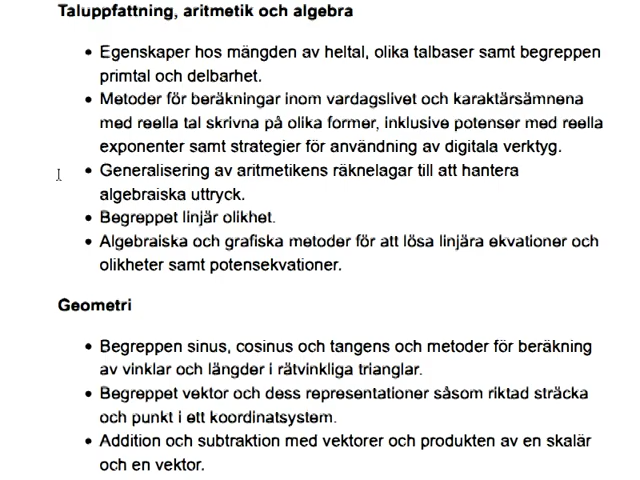 Taluppfattning, aritmetik och algebra
• Egenskaper hos mängden av heltal, olika talbaser samt begreppen
primtal och delbarhet.
• Metoder för beräkningar inom vardagslivet och karaktärsämnena
med reella tal skrivna på olika former, inklusive potenser med reella
exponenter samt strategier för användning av digitala verktyg.
• Generalisering av aritmetikens räknelagar till att hantera
algebraiska uttryck.
• Begreppet linjär olikhet.
• Algebraiska och grafiska metoder för att lösa linjära ekvationer och
olikheter samt potensekvationer.
Geometri
• Begreppen sinus, cosinus och tangens och metoder för beräkning
av vinklar och längder i rätvinkliga trianglar.
• Begreppet vektor och dess representationer såsom riktad sträcka
och punkt i ett koordinatsystem.
• Addition och subtraktion med vektorer och produkten av en skalär
och en vektor.